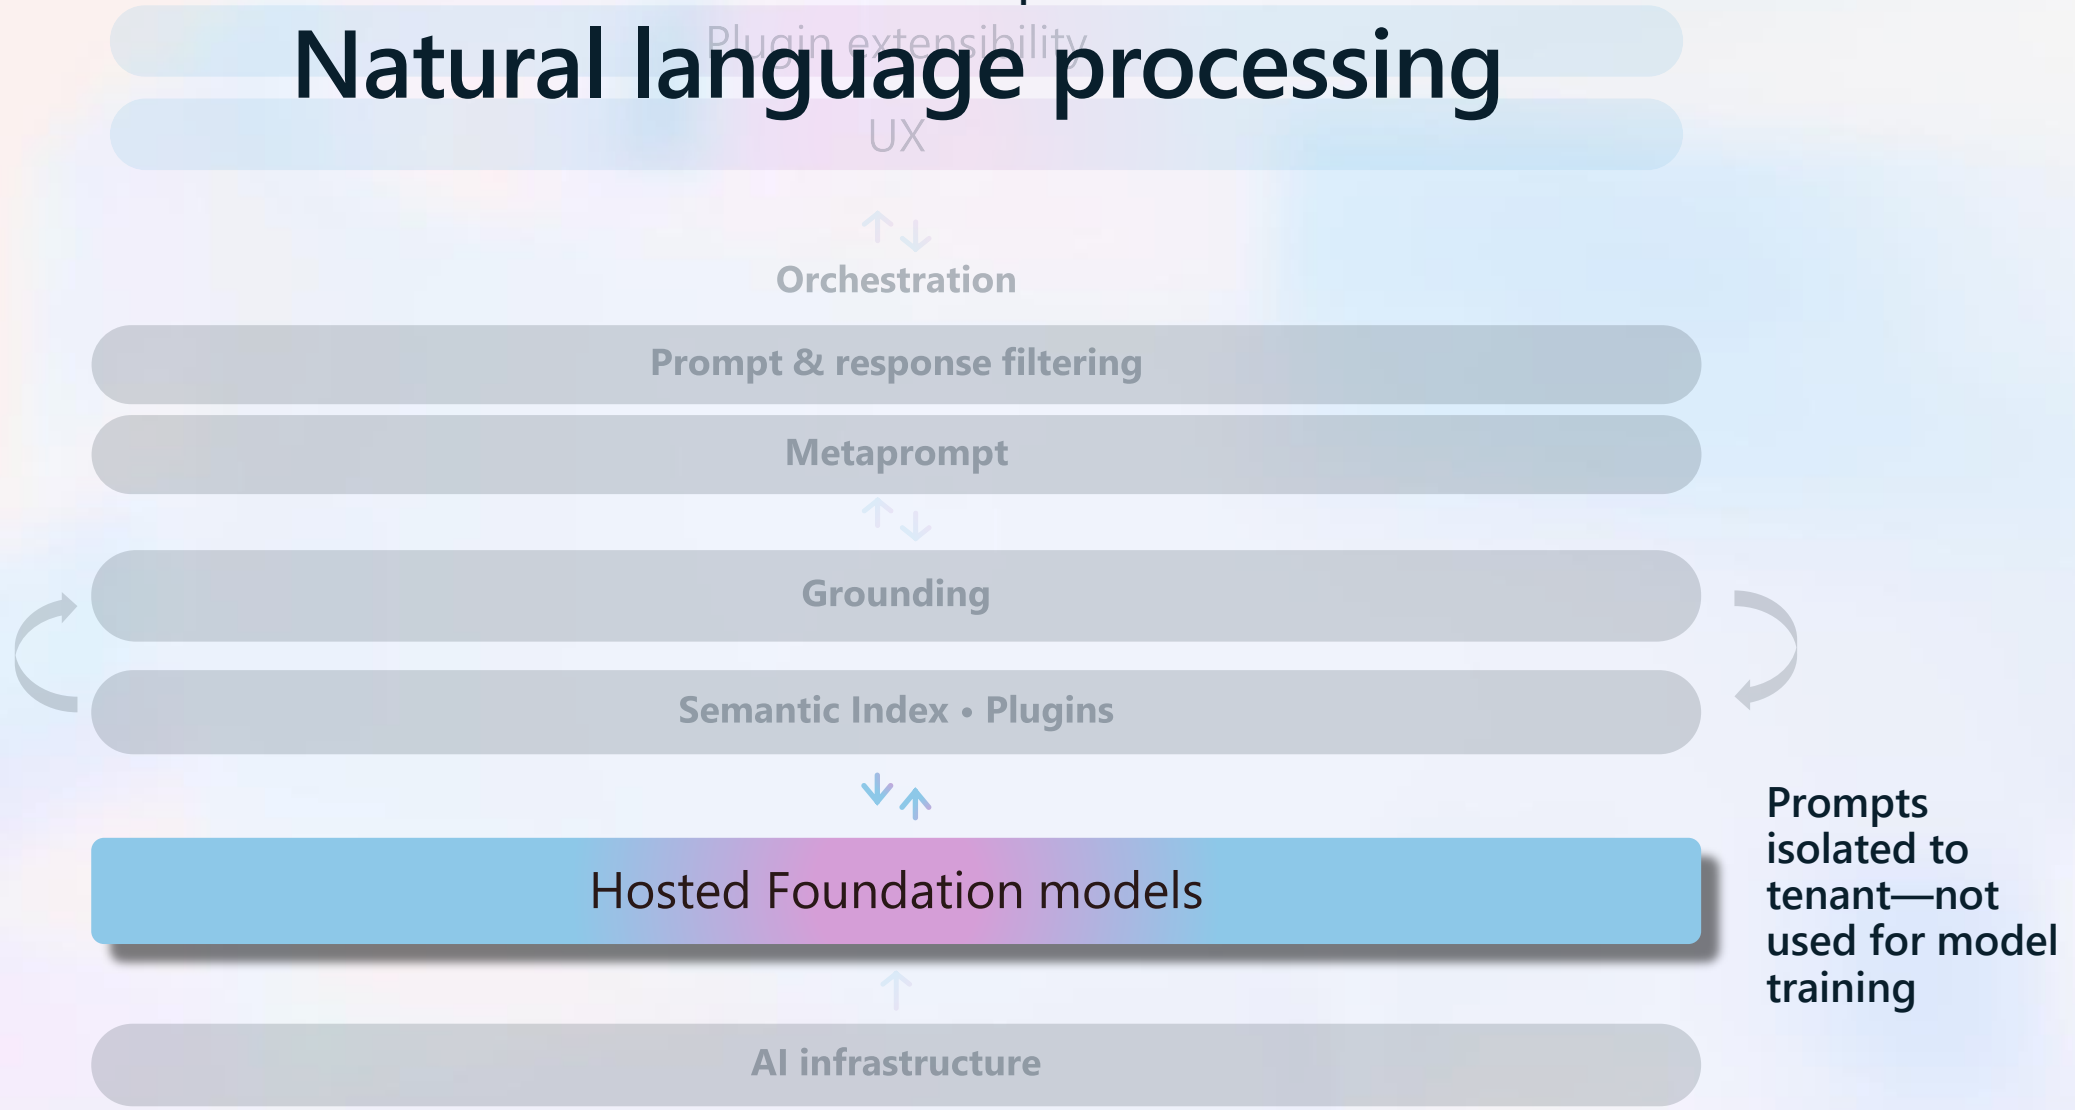 Plugin extensibility
Natural language processing
UX
Orchestration
Prompt & response filtering
Metaprompt
Grounding
Semantic Index • Plugins
Hosted Foundation models
Prompts
isolated to
tenant—not
used for model
training
AI infrastructure